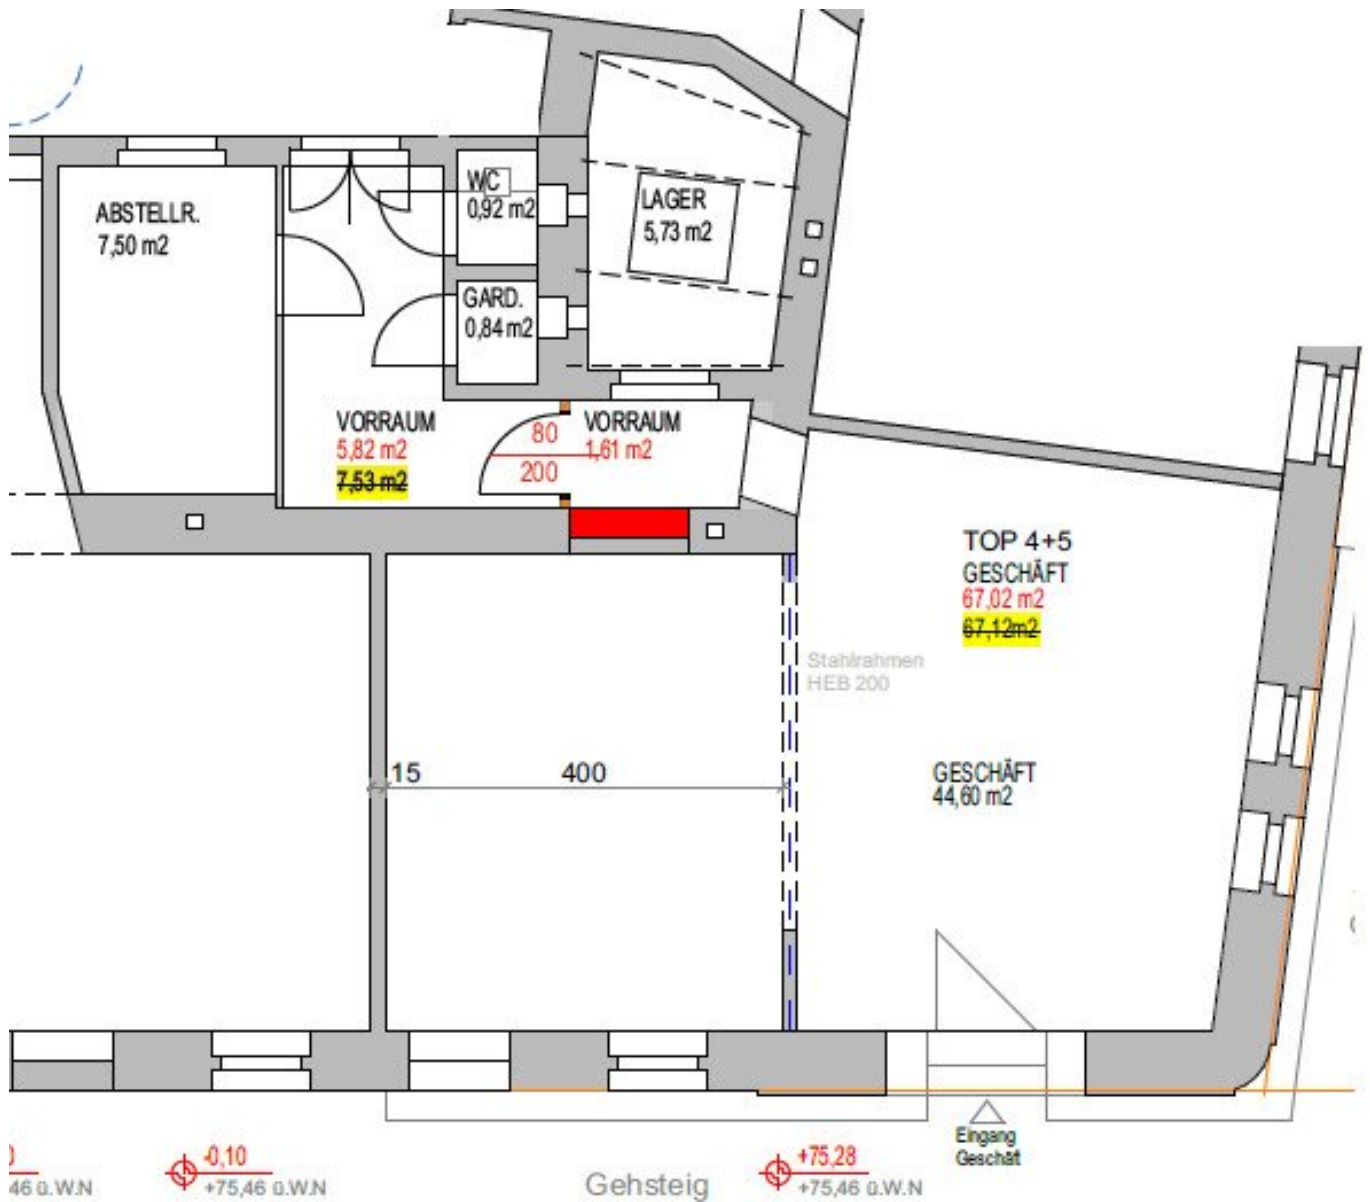 WC
0,92 m2
LAGER
5,73 m2
ABSTELLR.
7,50 m2
GARD.
0,84 m2
VORRAUM
5,82 m2
7,53 m2
80
200
VORRAUM
1,61 m2
TOP 4+5
GESCHÄFT
67,02 m2
67,12m2
Stahlrahmen
HEB 200
15
400
GESCHÄFT
44,60 m2
Eingang
Geschäft
46 ü.W.N
-0,10
+75,46 ü.W.N
Gehsteig
+75,28
+75,46 ü.W.N